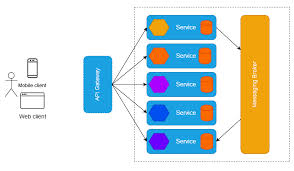 Mobile client
Web client
API Gateway
Service
Service
Service
Service
Service
Messaging Broker